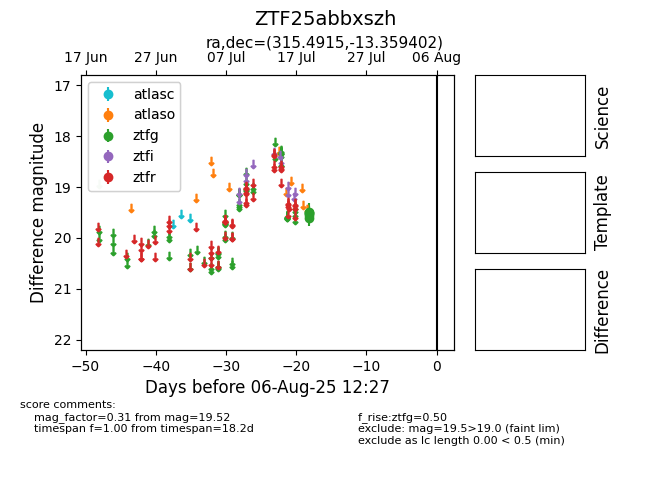 ZTF25abbxszh
ra,dec=(315.4915,-13.359402)
17 Jun 27 Jun 07 Jul 17 Jul 27 Jul 06 Aug
17
18
19
20
21
22
Difference magnitude
atlasc
atlaso
ztfg
ztfi
ztfr
−50 −40 −30 −20 −10 0
Days before 06-Aug-25 12:27
Science
Template
Difference
score comments:
mag_factor=0.31 from mag=19.52
timespan f=1.00 from timespan=18.2d
f_rise:ztfg=0.50
exclude: mag=19.5>19.0 (faint lim)
exclude as lc length 0.00 < 0.5 (min)